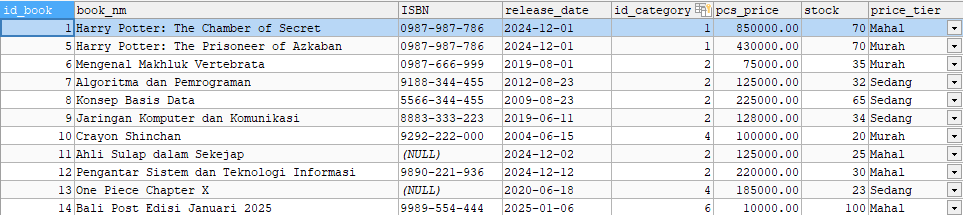 id_book book_nm ISBN release_date id_category pcs_price stock price_tier
1 Harry Potter: The Chamber of Secret 0987-987-786 2024-12-01 1 850000.00 70 Mahal
5 Harry Potter: The Prisoneer of Azkaban 0987-987-786 2024-12-01 1 430000.00 70 Murah
6 Mengenal Makhluk Vertebrata 0987-666-999 2019-08-01 2 75000.00 35 Murah
7 Algoritma dan Pemrograman 9188-344-455 2012-08-23 2 125000.00 32 Sedang
8 Konsep Basis Data 5566-344-455 2009-08-23 2 225000.00 65 Sedang
9 Jaringan Komputer dan Komunikasi 8883-333-223 2019-06-11 2 128000.00 34 Sedang
10 Crayon Shinchan 9292-222-000 2004-06-15 4 100000.00 20 Murah
11 Ahli Sulap dalam Sekejap (NULL) 2024-12-02 2 125000.00 25 Mahal
12 Pengantar Sistem dan Teknologi Informasi 9890-221-936 2024-12-12 2 220000.00 30 Mahal
13 One Piece Chapter X (NULL) 2020-06-18 4 185000.00 23 Sedang
14 Bali Post Edisi Januari 2025 9989-554-444 2025-01-06 6 10000.00 100 Mahal